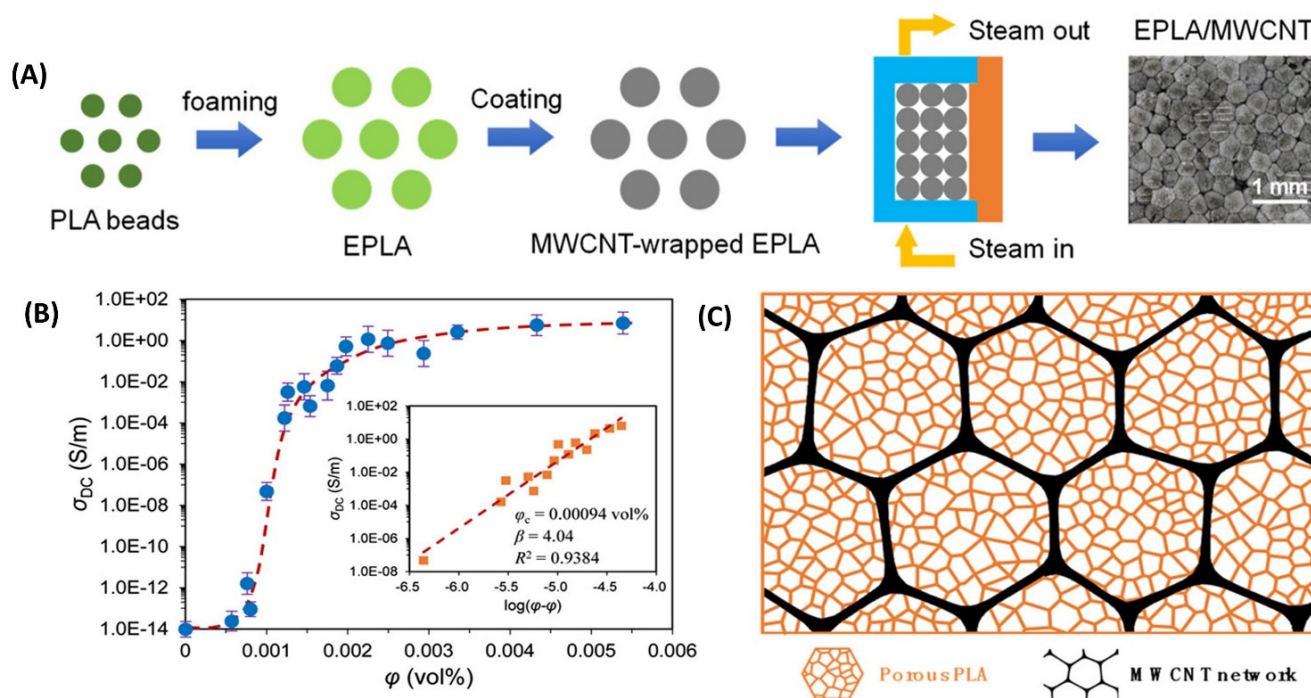 (A)
foaming
Coating
Steam out
EPLA/MWCNT
PLA beads
EPLA
MWCNT-wrapped EPLA
Steam in
1 mm
(B)
1.0E+02
1.0E+00
1.0E-02
1.0E-04
1.0E-06
1.0E-08
1.0E-10
1.0E-12
1.0E-14
σDC (S/m)
0
0.001
0.002
0.003
0.004
0.005
0.006
φ (vol%)
1.0E+02
1.0E+00
1.0E-02
1.0E-04
1.0E-06
1.0E-08
σDC (S/m)
φc = 0.00094 vol%
β = 4.04
R² = 0.9384
-6.5
-6.0
-5.5
-5.0
-4.5
-4.0
log(φ-φ)
(C)
Porous PLA
MWCNT network